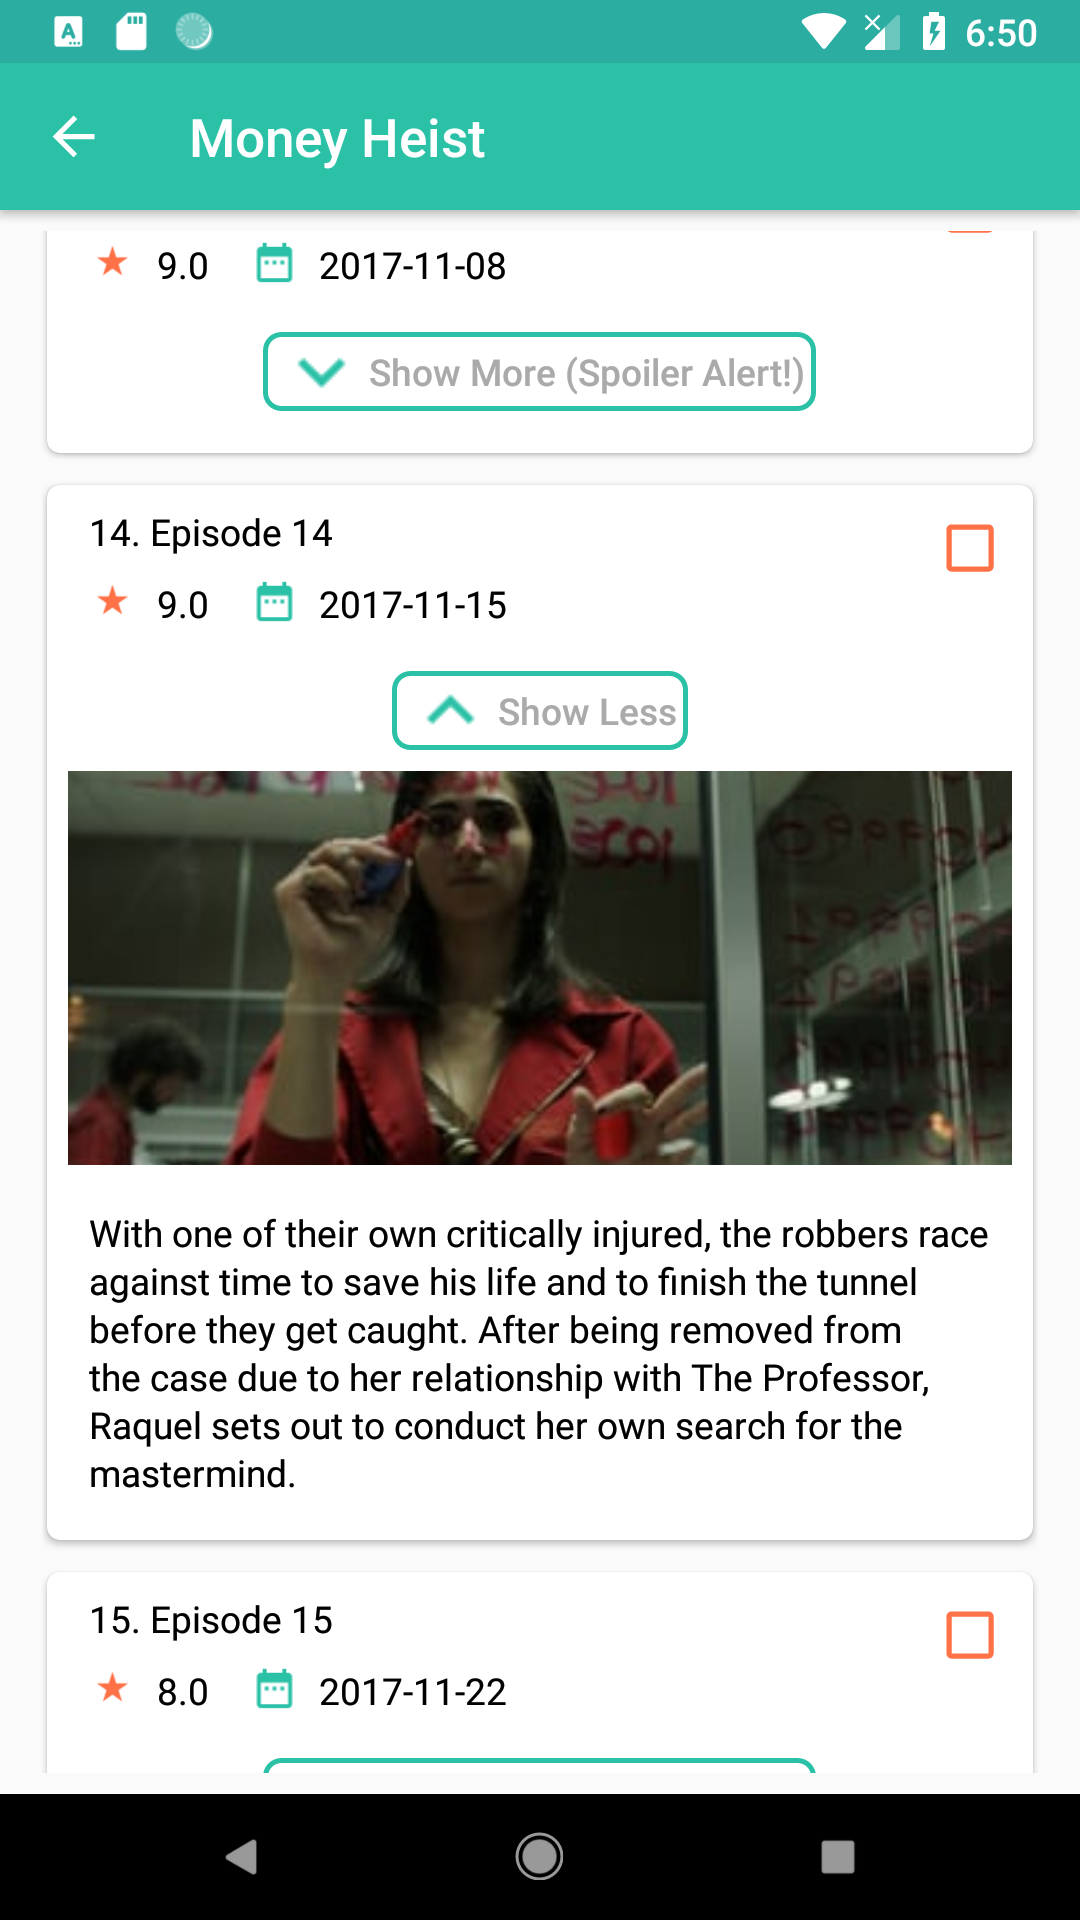 6:50
Money Heist
9.0 2017-11-08
Show More (Spoiler Alert!)
14. Episode 14
9.0 2017-11-15
Show Less
With one of their own critically injured, the robbers race
against time to save his life and to finish the tunnel
before they get caught. After being removed from
the case due to her relationship with The Professor,
Raquel sets out to conduct her own search for the
mastermind.
15. Episode 15
8.0 2017-11-22